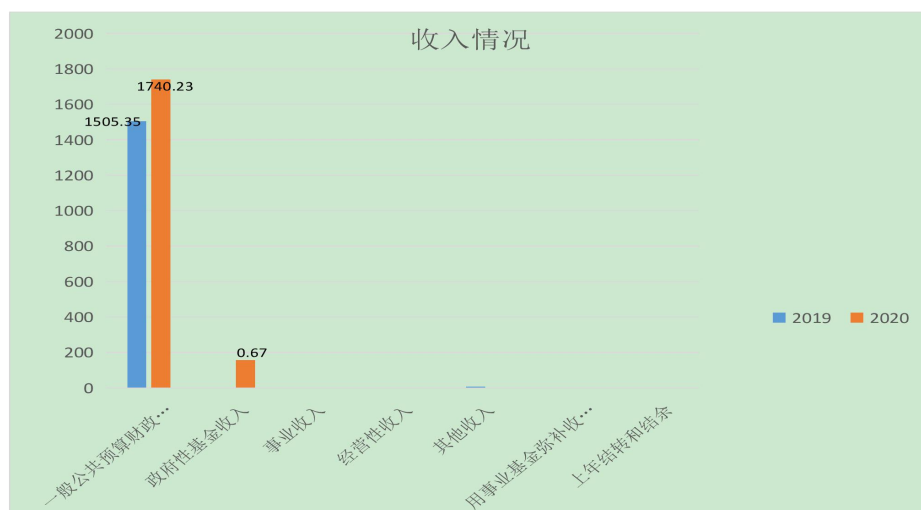 收入情况
2000
1800
1600
1400
1200
1000
800
600
400
200
0
1505.35
1740.23
0.67
一般公共预算财政…
政府性基金收入
事业收入
经营性收入
其他收入
用事业基金弥补收…
上年结转和结余
2019
2020